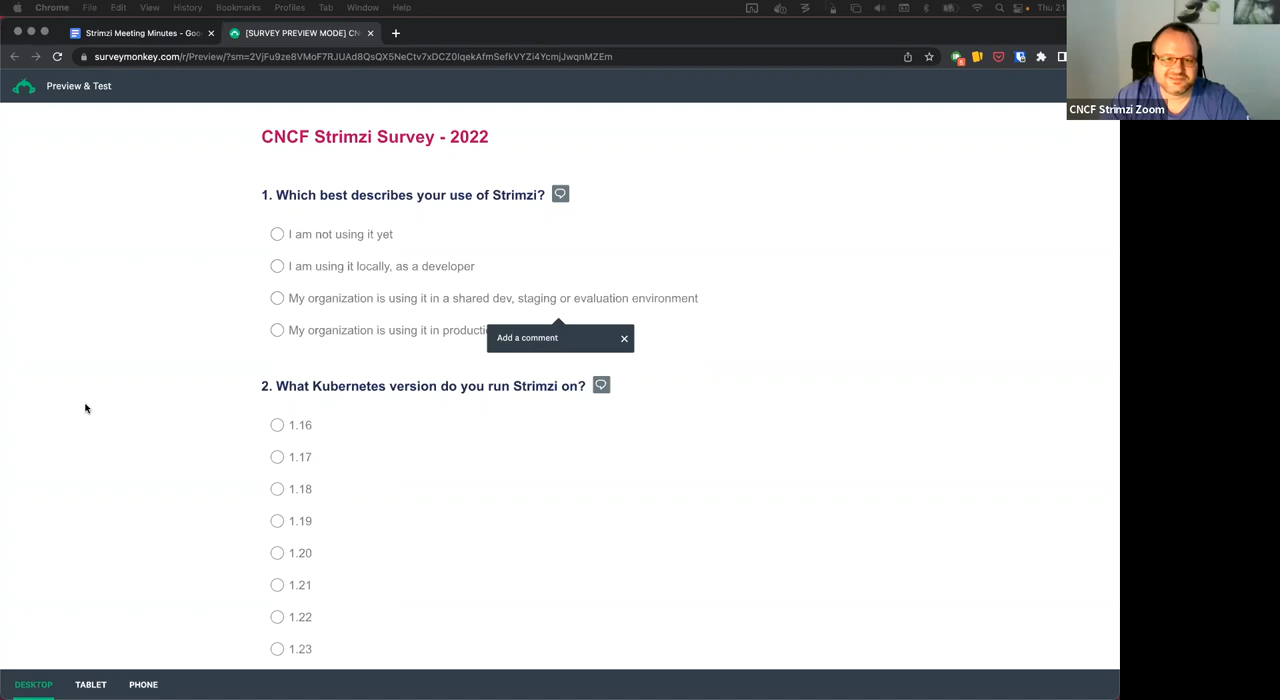 Chrome File Edit View History Bookmarks Profiles Tab Window Help Thu 21
Strimzi Meeting Minutes - Goo
[SURVEY PREVIEW MODE] CN
surveymonkey.com/r/Preview/?sm=2VjFu9ze8VMoF7RJUAd8QsQX5NeCtv7xDCZ0IqekAfmSefkVYZi4YcmjJwqnMZEm
Preview & Test
CNCF Strimzi Zoom
CNCF Strimzi Survey - 2022
1. Which best describes your use of Strimzi?
I am not using it yet
I am using it locally, as a developer
My organization is using it in a shared dev, staging or evaluation environment
My organization is using it in productio
Add a comment
2. What Kubernetes version do you run Strimzi on?
1.16
1.17
1.18
1.19
1.20
1.21
1.22
1.23
DESKTOP TABLET PHONE